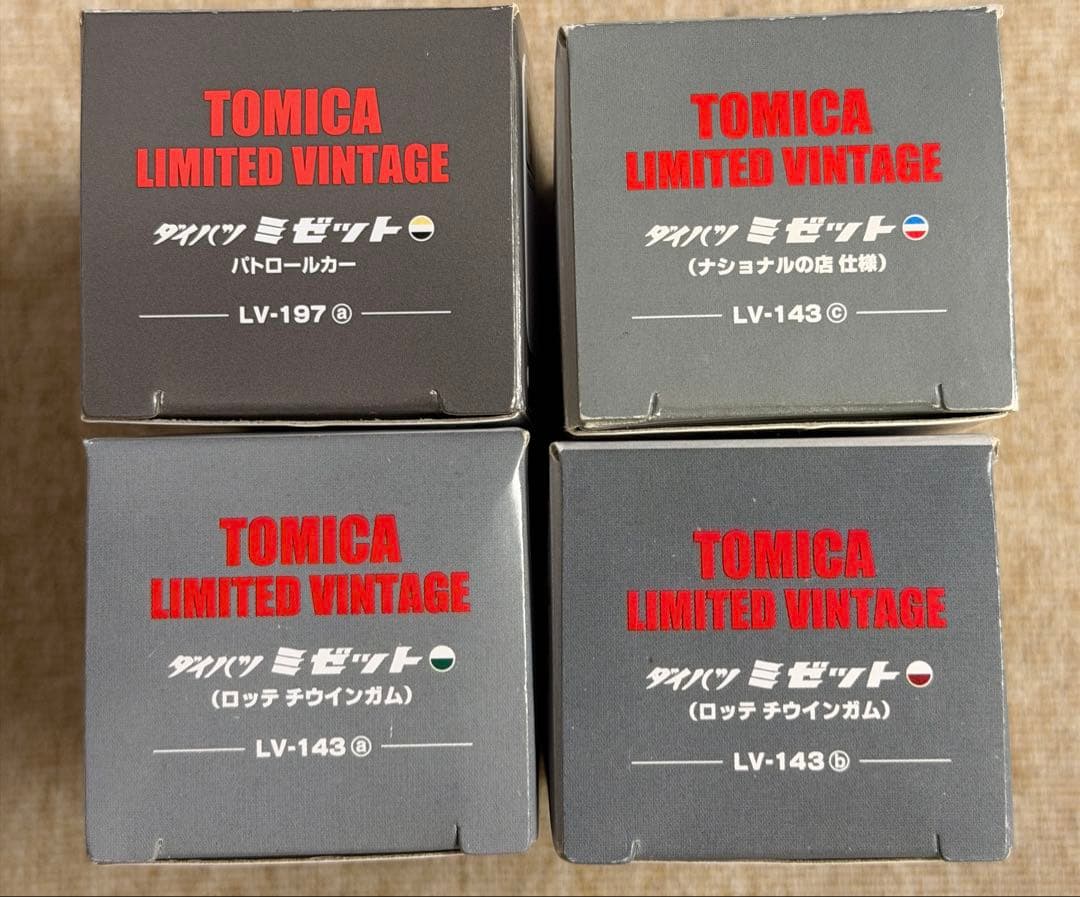 TOMICA
LIMITED VINTAGE
ダイハツ ミゼット
パトロールカー
LV-197 ⓐ
TOMICA
LIMITED VINTAGE
ダイハツ ミゼット
(ナショナルの店 仕様)
LV-143 ⓒ
TOMICA
LIMITED VINTAGE
ダイハツ ミゼット
(ロッテ チウインガム)
LV-143 ⓐ
TOMICA
LIMITED VINTAGE
ダイハツ ミゼット
(ロッテ チウインガム)
LV-143 ⓑ